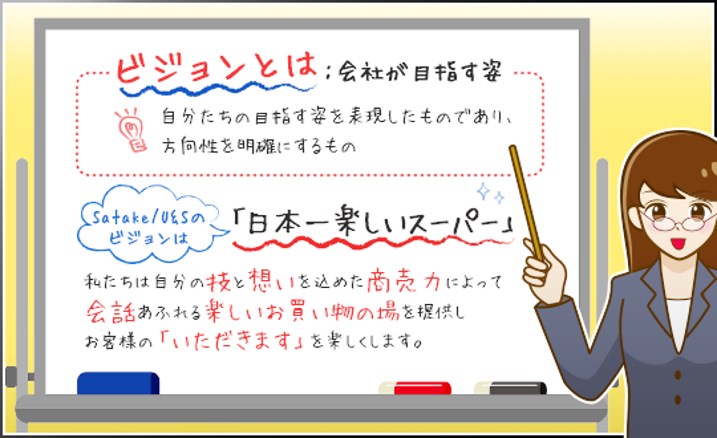 ビジョンとは：会社が目指す姿
自分たちの目指す姿を表現したものであり、
方向性を明確にするもの
Satake/U&Sの
ビジョンは
「日本一楽しいスーパー」
私たちは自分の技と想いを込めた商売力によって
会話あふれる楽しいお買い物の場を提供し
お客様の「いただきます」を楽しくします。